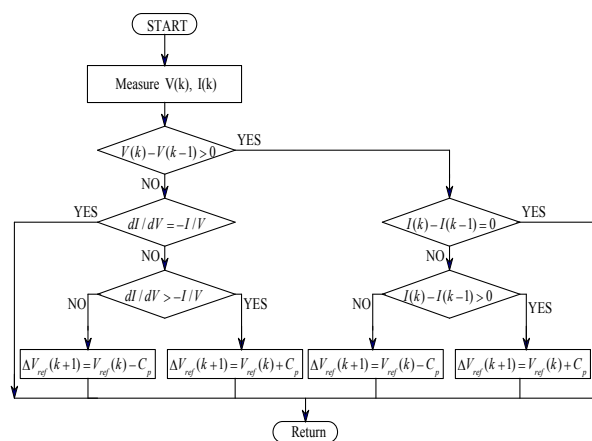 START
Measure V(k), I(k)
V(k)−V(k−1)>0
YES
NO
YES
dI/dV=−I/V
I(k)−I(k−1)=0
YES
NO
NO
NO
dI/dV>−I/V
YES
NO
I(k)−I(k−1)>0
YES
ΔV_ref(k+1)=V_ref(k)−C_p
ΔV_ref(k+1)=V_ref(k)+C_p
ΔV_ref(k+1)=V_ref(k)−C_p
ΔV_ref(k+1)=V_ref(k)+C_p
Return